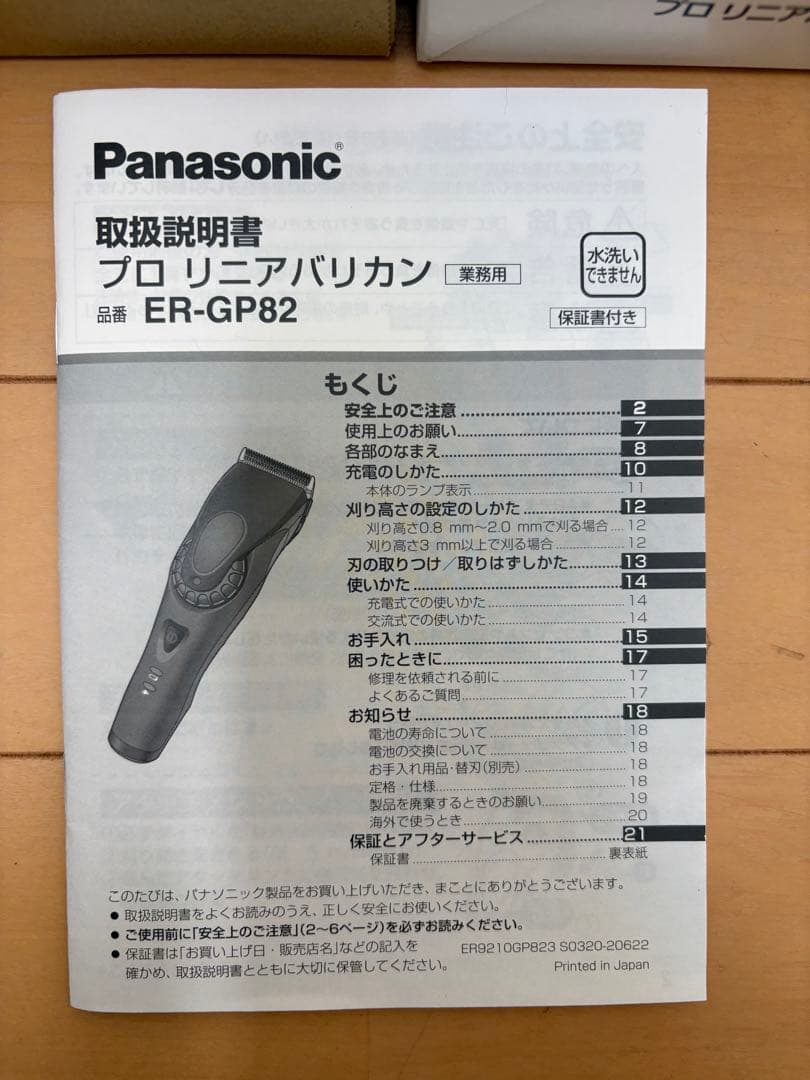 プロ リニア
Panasonic®
取扱説明書
プロ リニアバリカン 業務用
品番 ER-GP82
水洗い
できません
保証書付き
もくじ
安全上のご注意 2
使用上のお願い 7
各部のなまえ 8
充電のしかた 10
本体のランプ表示 11
刈り高さの設定のしかた 12
刈り高さ0.8 mm～2.0 mmで刈る場合 12
刈り高さ3 mm以上で刈る場合 12
刃の取りつけ／取りはずしかた 13
使いかた 14
充電式での使いかた 14
交流式での使いかた 14
お手入れ 15
困ったときに 17
修理を依頼される前に 17
よくあるご質問 17
お知らせ 18
電池の寿命について 18
電池の交換について 18
お手入れ用品・替刃(別売) 18
定格・仕様 18
製品を廃棄するときのお願い 19
海外で使うとき 20
保証とアフターサービス 21
保証書 裏表紙
このたびは、パナソニック製品をお買い上げいただき、まことにありがとうございます。
● 取扱説明書をよくお読みのうえ、正しく安全にお使いください。
● ご使用前に「安全上のご注意」(2～6ページ)を必ずお読みください。
● 保証書は「お買い上げ日・販売店名」などの記入を
確かめ、取扱説明書とともに大切に保管してください。
ER9210GP823 S0320-20622
Printed in Japan